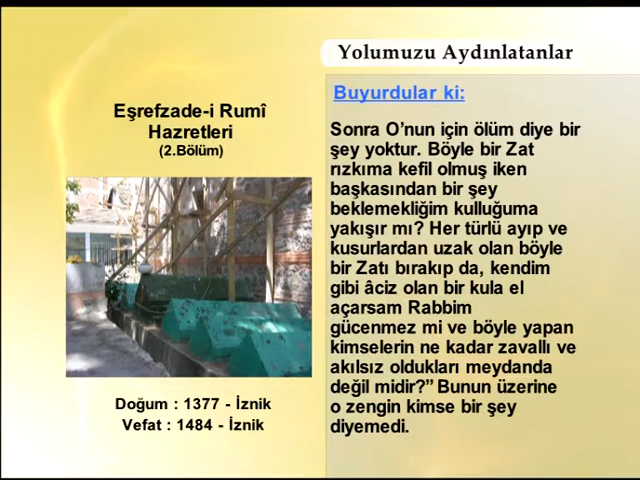 Yolumuzu Aydınlatanlar
Eşrefzade-i Rumî
Hazretleri
(2.Bölüm)
Doğum : 1377 - İznik
Vefat : 1484 - İznik
Buyurdular ki:
Sonra O’nun için ölüm diye bir
şey yoktur. Böyle bir Zat
rızkıma kefil olmuş iken
başkasından bir şey
beklemekliğim kulluğuma
yakışır mı? Her türlü ayıp ve
kusurlardan uzak olan böyle
bir Zatı bırakıp da, kendim
gibi âciz olan bir kula el
açarsam Rabbim
gücenmez mi ve böyle yapan
kimselerin ne kadar zavallı ve
akılsız oldukları meydanda
değil midir?” Bunun üzerine
o zengin kimse bir şey
diyemedi.